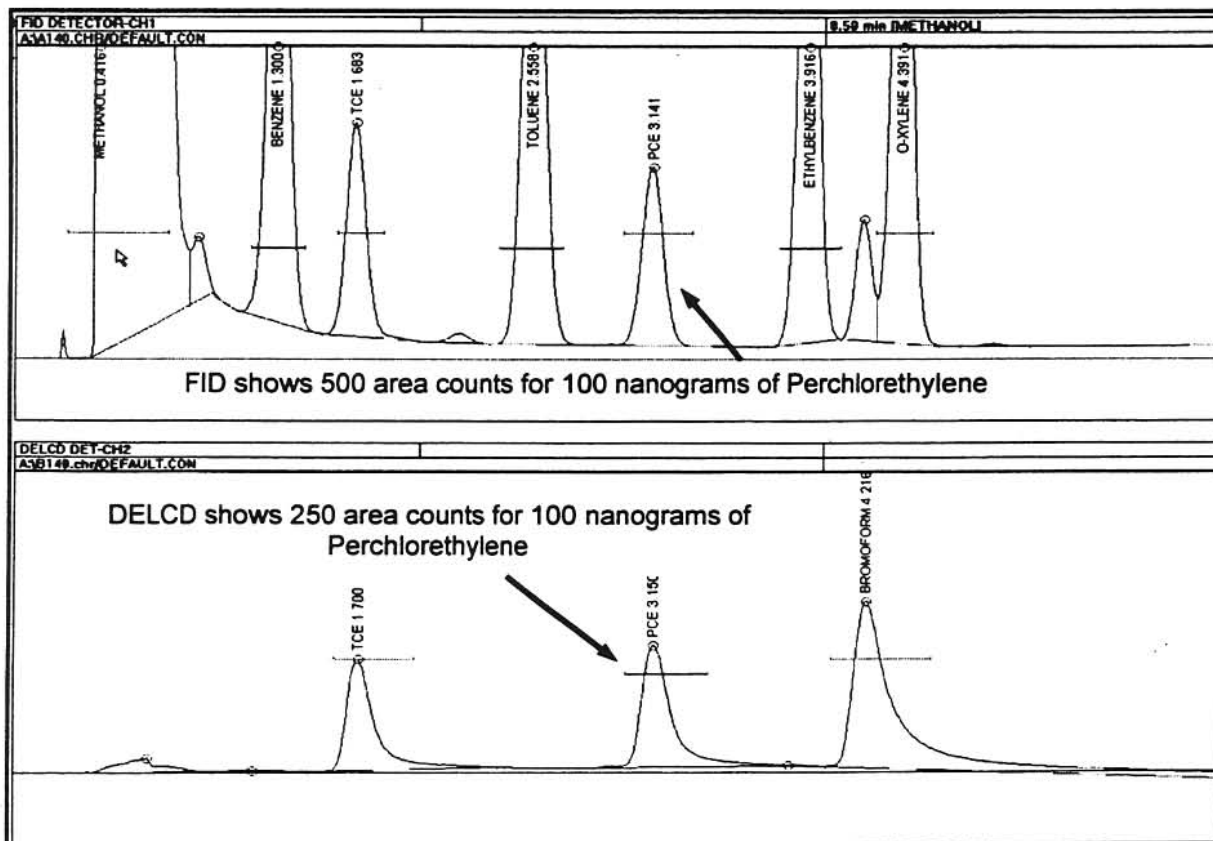 FID DETECTOR-CH1
8.50 min [METHANOL]
A:\A140.CHR/DEFAULT.CON
METHANOL 0.416
BENZENE 1.300
TCE 1 683
TOLUENE 2.558
PCE 3.141
ETHYLBENZENE 3.916
O-XYLENE 4.391
FID shows 500 area counts for 100 nanograms of Perchlorethylene
DELCD DET-CH2
A:\B140.chr/DEFAULT.CON
DELCD shows 250 area counts for 100 nanograms of
Perchlorethylene
TCE 1 700
PCE 3.150
BROMOFORM 4 216